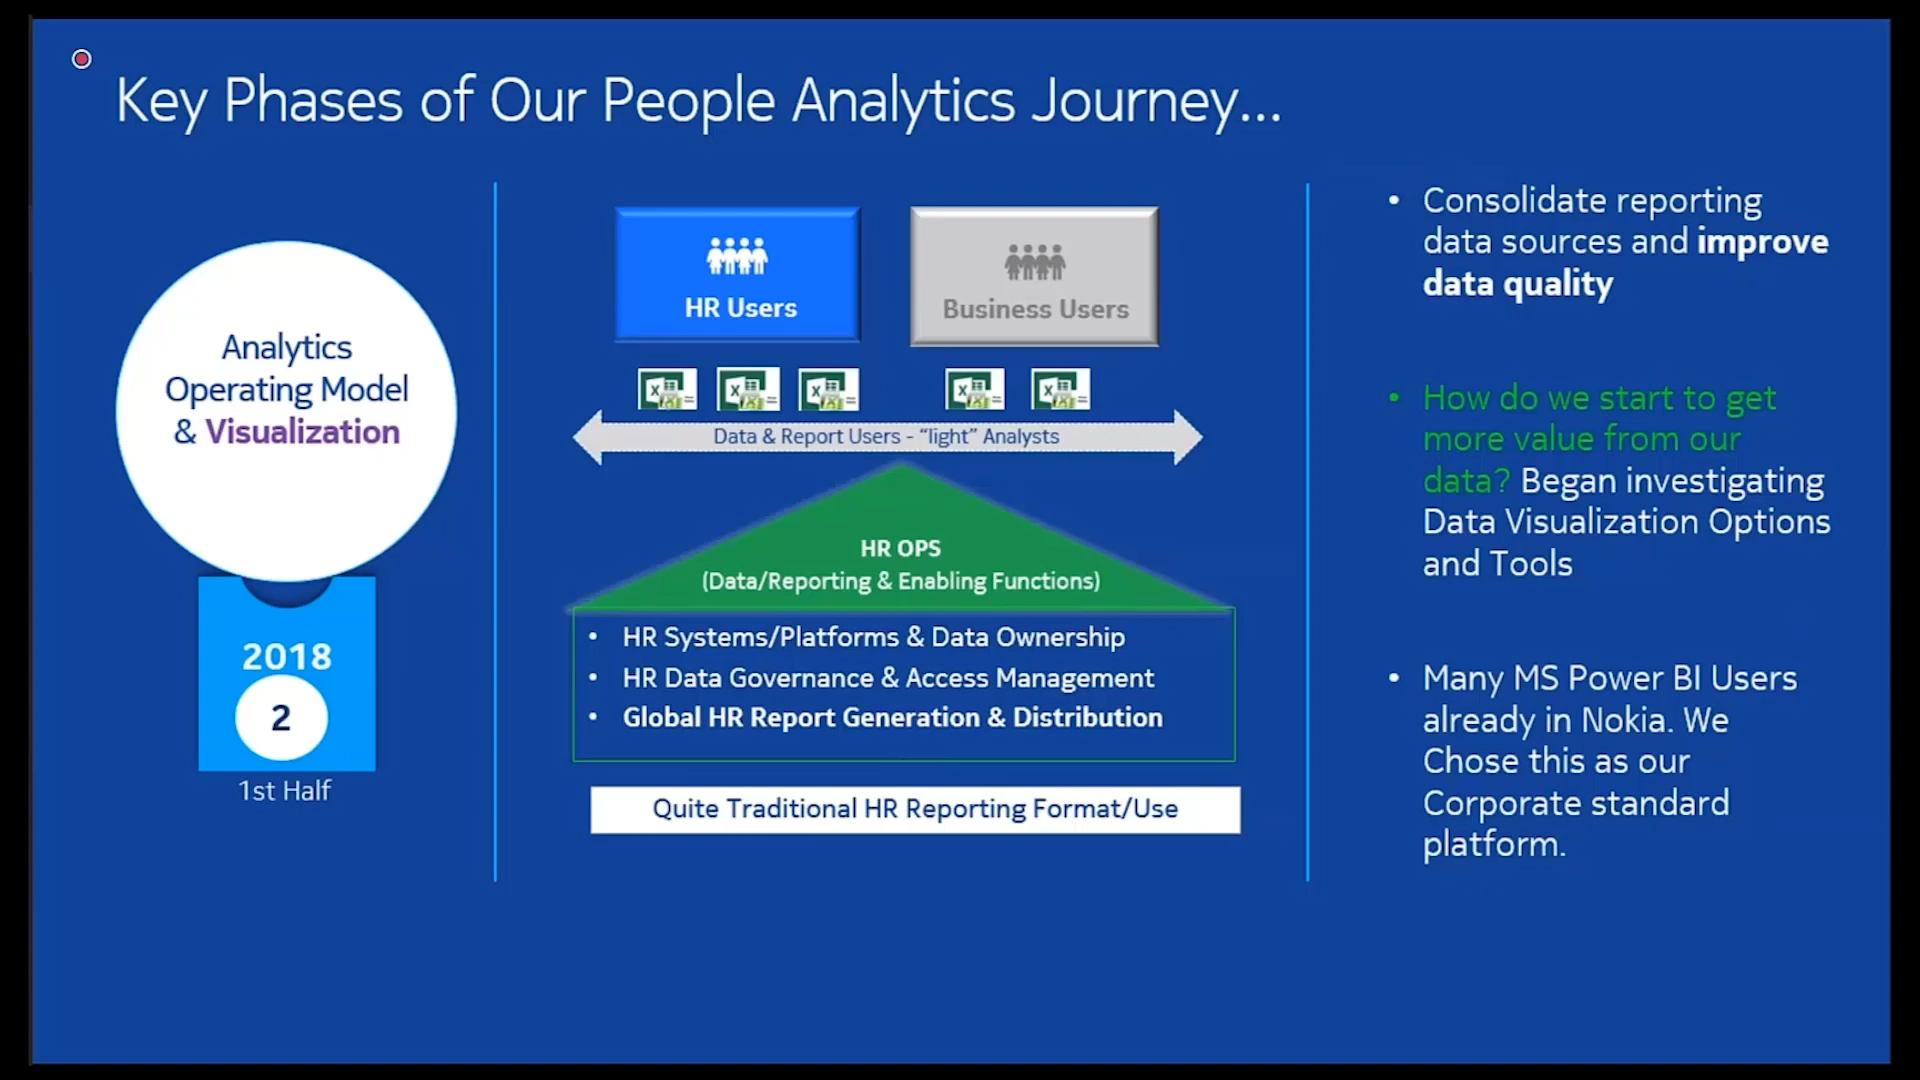 Key Phases of Our People Analytics Journey...
Analytics
Operating Model
& Visualization
2018
2
1st Half
HR Users
Business Users
Data & Report Users - “light” Analysts
HR OPS
(Data/Reporting & Enabling Functions)
• HR Systems/Platforms & Data Ownership
• HR Data Governance & Access Management
• Global HR Report Generation & Distribution
Quite Traditional HR Reporting Format/Use
• Consolidate reporting
data sources and improve
data quality
• How do we start to get
more value from our
data? Began investigating
Data Visualization Options
and Tools
• Many MS Power BI Users
already in Nokia. We
Chose this as our
Corporate standard
platform.